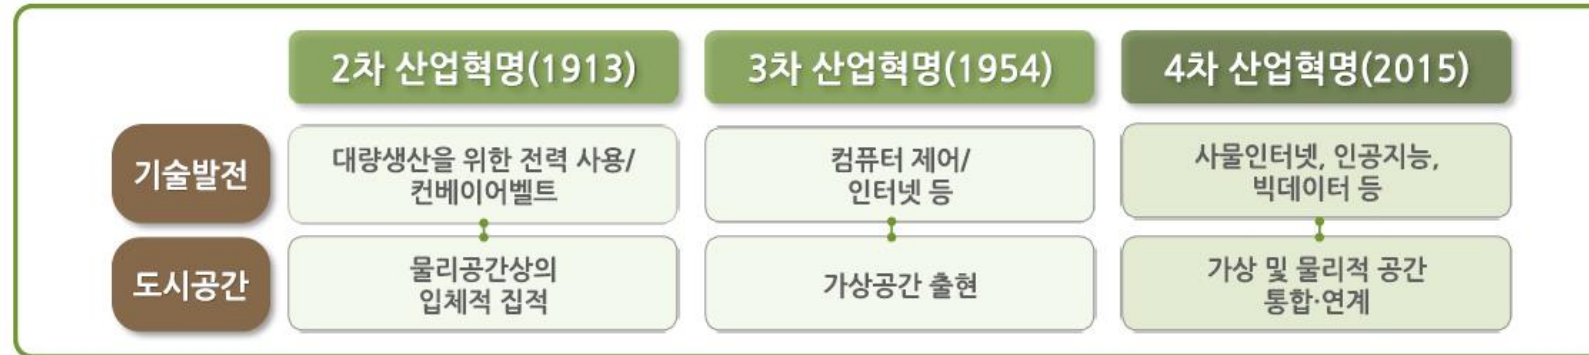 2차 산업혁명(1913)
3차 산업혁명(1954)
4차 산업혁명(2015)
기술발전
대량생산을 위한 전력 사용/
컨베이어벨트
컴퓨터 제어/
인터넷 등
사물인터넷, 인공지능,
빅데이터 등
도시공간
물리공간상의
입체적 집적
가상공간 출현
가상 및 물리적 공간
통합·연계